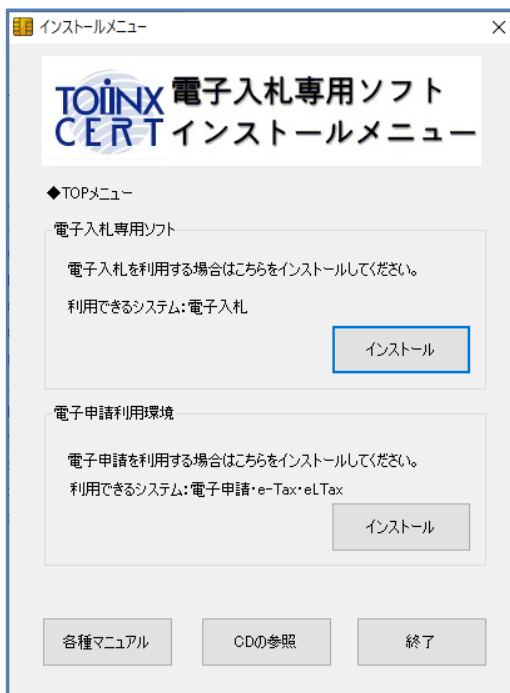 インストールメニュー
TOiNX 電子入札専用ソフト
CERT インストールメニュー
◆TOPメニュー
電子入札専用ソフト
電子入札を利用する場合はこちらをインストールしてください。
利用できるシステム:電子入札
インストール
電子申請利用環境
電子申請を利用する場合はこちらをインストールしてください。
利用できるシステム:電子申請・e-Tax・eLTax
インストール
各種マニュアル
CDの参照
終了